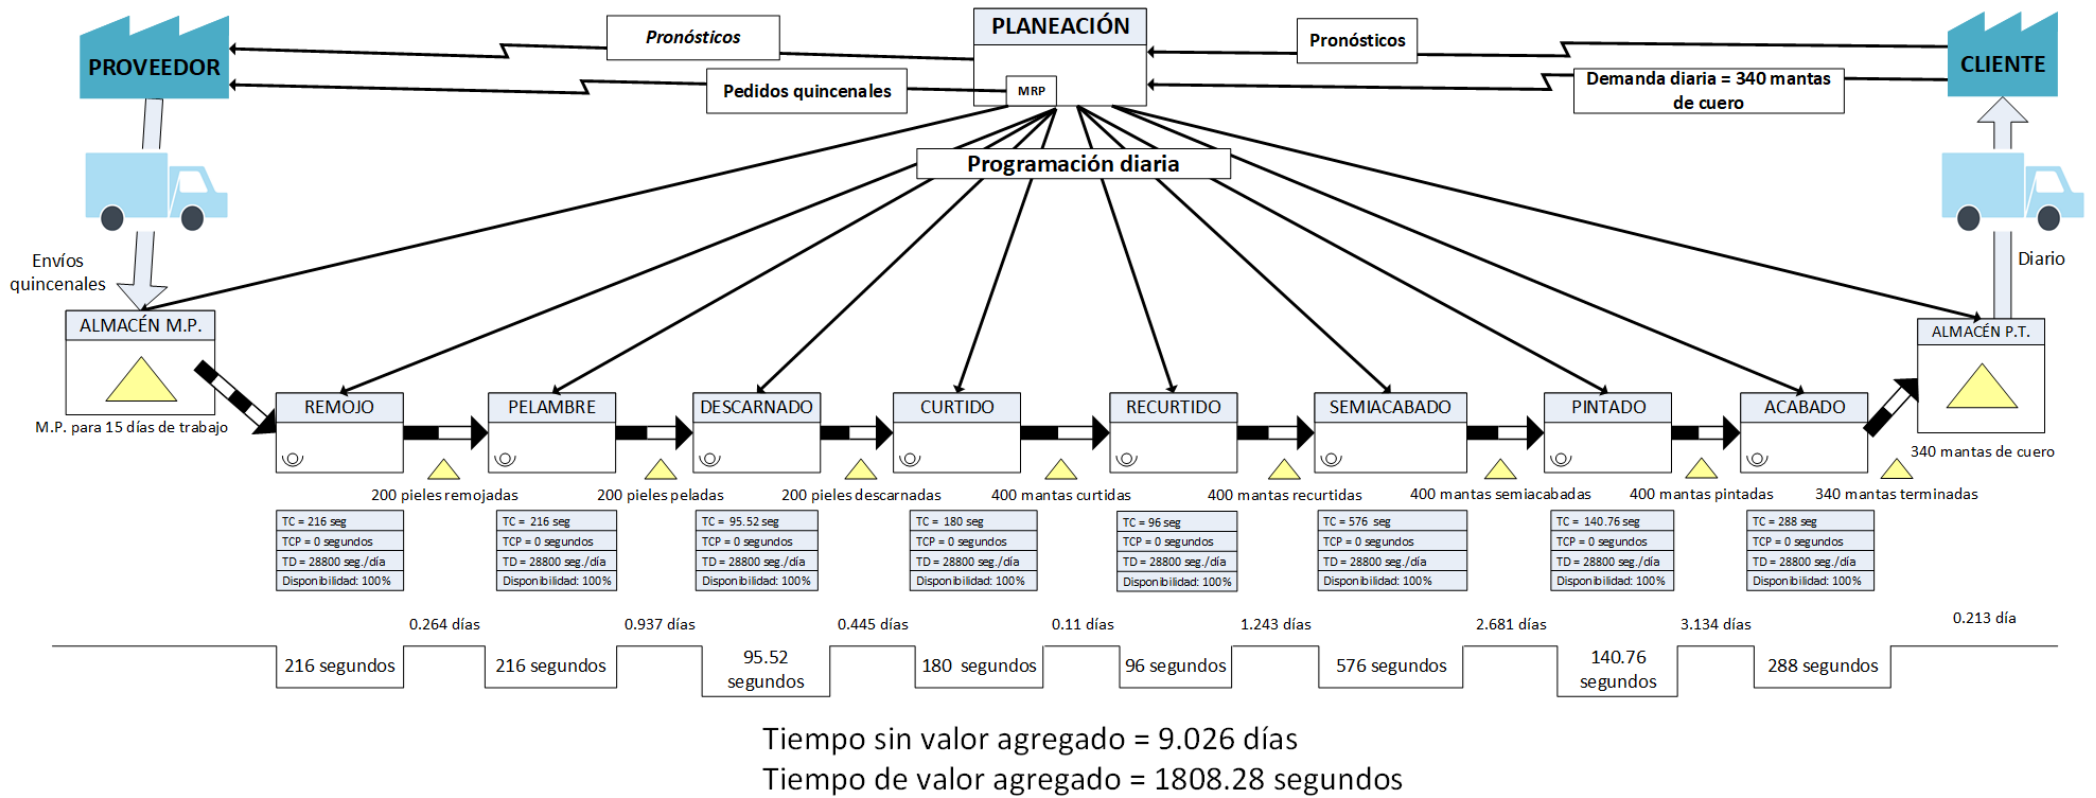 PROVEEDOR
Pronósticos
Pedidos quincenales
PLANEACIÓN
MRP
Pronósticos
Demanda diaria = 340 mantas
de cuero
CLIENTE
Programación diaria
Envíos
quincenales
Diario
ALMACÉN M.P.
M.P. para 15 días de trabajo
ALMACÉN P.T.
340 mantas de cuero
REMOJO
PELAMBRE
DESCARNADO
CURTIDO
RECURTIDO
SEMIACABADO
PINTADO
ACABADO
200 pieles remojadas
200 pieles peladas
200 pieles descarnadas
400 mantas curtidas
400 mantas recurtidas
400 mantas semiacabadas
400 mantas pintadas
340 mantas terminadas
TC = 216 seg
TCP = 0 segundos
TD = 28800 seg./día
Disponibilidad: 100%
TC = 216 seg
TCP = 0 segundos
TD = 28800 seg./día
Disponibilidad: 100%
TC = 95.52 seg
TCP = 0 segundos
TD = 28800 seg./día
Disponibilidad: 100%
TC = 180 seg
TCP = 0 segundos
TD = 28800 seg./día
Disponibilidad: 100%
TC = 96 seg
TCP = 0 segundos
TD = 28800 seg./día
Disponibilidad: 100%
TC = 576 seg
TCP = 0 segundos
TD = 28800 seg./día
Disponibilidad: 100%
TC = 140.76 seg
TCP = 0 segundos
TD = 28800 seg./día
Disponibilidad: 100%
TC = 288 seg
TCP = 0 segundos
TD = 28800 seg./día
Disponibilidad: 100%
0.264 días
0.937 días
0.445 días
0.11 días
1.243 días
2.681 días
3.134 días
0.213 día
216 segundos
216 segundos
95.52
segundos
180 segundos
96 segundos
576 segundos
140.76
segundos
288 segundos
Tiempo sin valor agregado = 9.026 días
Tiempo de valor agregado = 1808.28 segundos